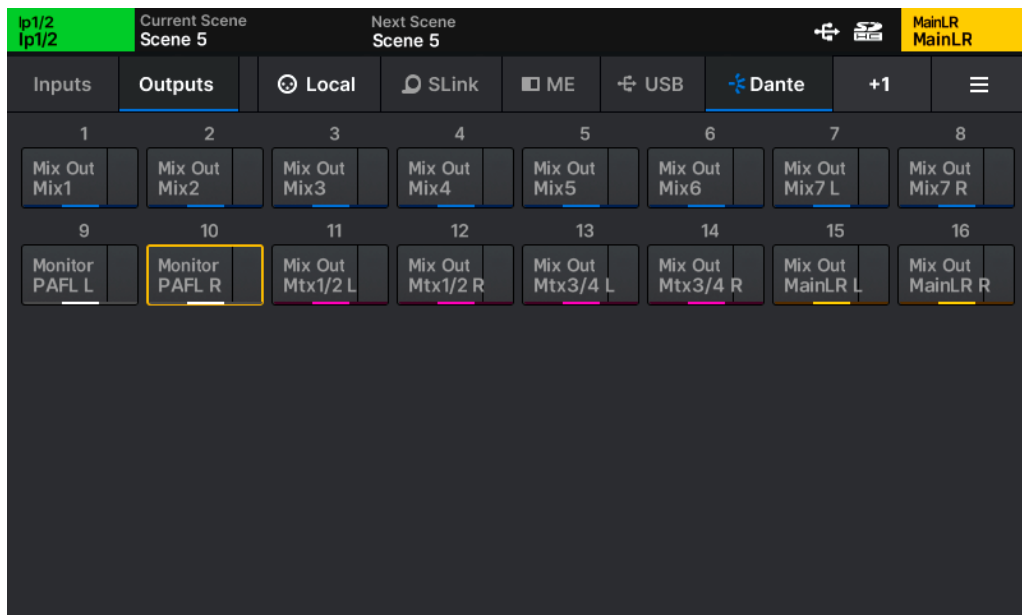 Ip1/2 Current Scene Next Scene MainLR
Ip1/2 Scene 5 Scene 5 MainLR
Inputs Outputs Local SLink ME USB Dante +1
1 2 3 4 5 6 7 8
Mix Out Mix Out Mix Out Mix Out Mix Out Mix Out Mix Out Mix Out
Mix1 Mix2 Mix3 Mix4 Mix5 Mix6 Mix7 L Mix7 R
9 10 11 12 13 14 15 16
Monitor Monitor Mix Out Mix Out Mix Out Mix Out Mix Out Mix Out
PAFL L PAFL R Mtx1/2 L Mtx1/2 R Mtx3/4 L Mtx3/4 R MainLR L MainLR R